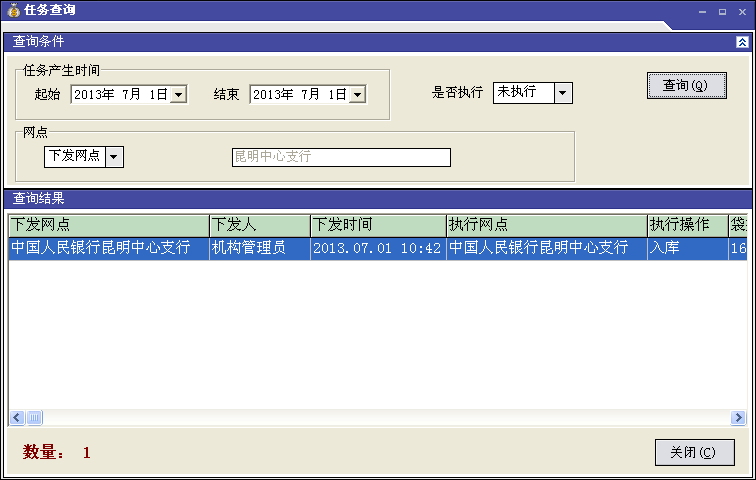 任务查询
查询条件
任务产生时间
起始 2013年 7月 1日 结束 2013年 7月 1日 是否执行 未执行 查询(Q)
网点
下发网点 昆明中心支行
查询结果
下发网点 下发人 下发时间 执行网点 执行操作
中国人民银行昆明中心支行 机构管理员 2013.07.01 10:42 中国人民银行昆明中心支行 入库 16
数量： 1 关闭(C)